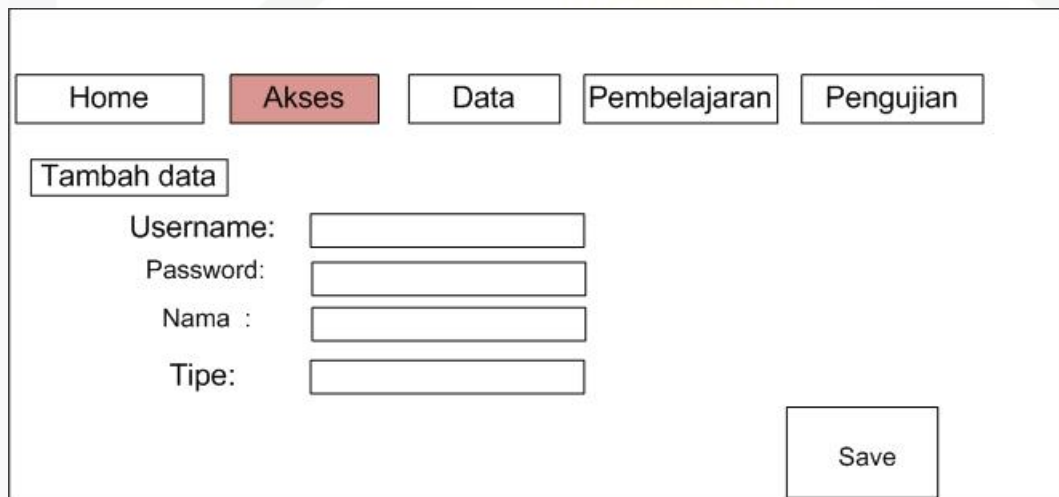 Home Akses Data Pembelajaran Pengujian
Tambah data
Username:
Password:
Nama :
Tipe:
Save